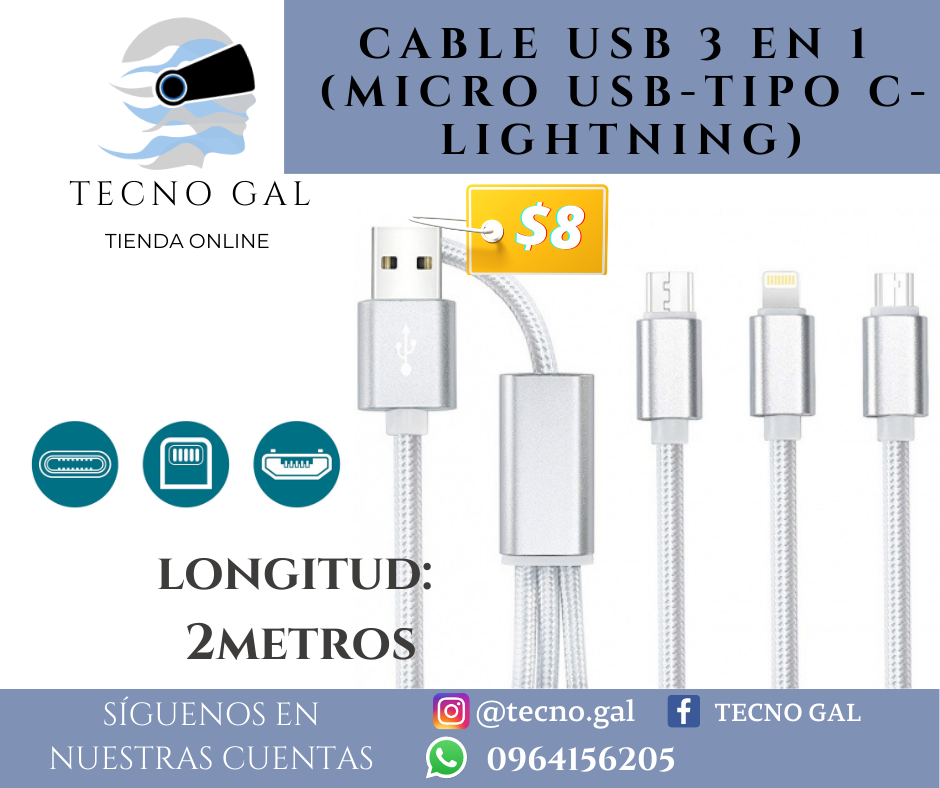 CABLE USB 3 EN 1
(MICRO USB-TIPO C-
LIGHTNING)
TECNO GAL
TIENDA ONLINE
$8
LONGITUD:
2METROS
SÍGUENOS EN
NUESTRAS CUENTAS
@tecno.gal
TECNO GAL
0964156205